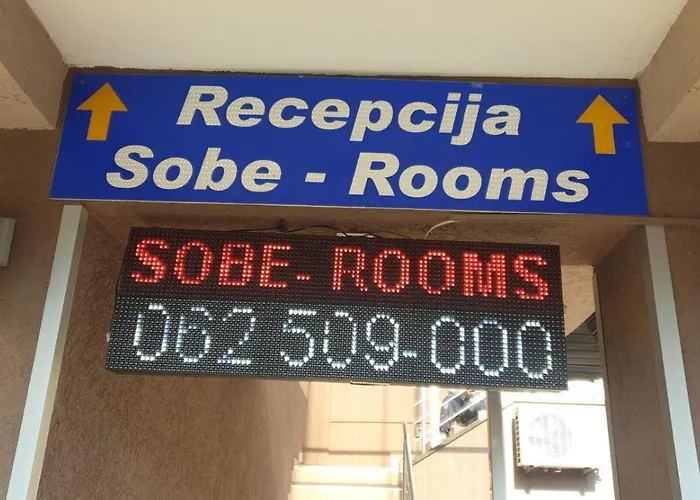 Recepcija
Sobe - Rooms
SOBE- ROOMS
062 509-000